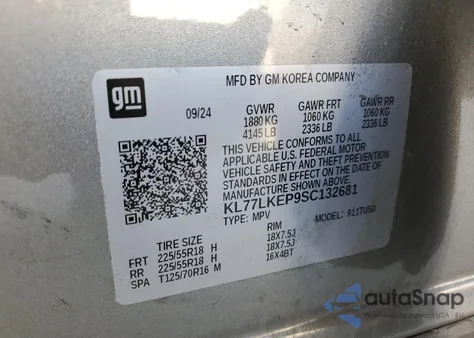 MFD BY GM KOREA COMPANY
gm
09/24
GVWR GAWR FRT GAWR RR
1880 KG 1060 KG 1060 KG
4145 LB 2336 LB 2336 LB
THIS VEHICLE CONFORMS TO ALL
APPLICABLE U.S. FEDERAL MOTOR
VEHICLE SAFETY AND THEFT
PREVENTION STANDARDS IN EFFECT ON THE
DATE OF MANUFACTURE SHOWN ABOVE.
KL77LKEP9SC132681
TYPE: MPV MODEL:
TIRE SIZE RIM
FRT 225/55R18 H 18X7.5J
RR 225/55R18 H 18X7.5J
SPA T125/70R16 M 16X4BT
autaSnap